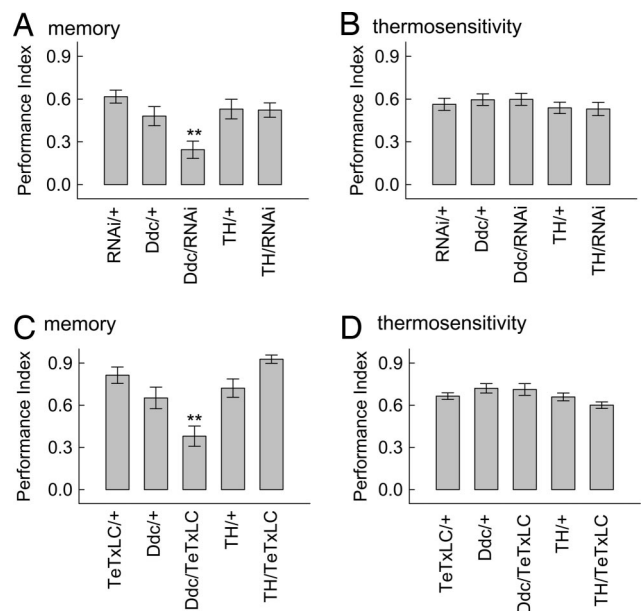 A memory
Performance Index
0.9
0.6
0.3
0.0
**
RNAi/+
Ddc/+
Ddc/RNAi
TH/+
TH/RNAi
B thermosensitivity
Performance Index
0.9
0.6
0.3
0.0
RNAi/+
Ddc/+
Ddc/RNAi
TH/+
TH/RNAi
C memory
Performance Index
0.9
0.6
0.3
0.0
**
TeTxLC/+
Ddc/+
Ddc/TeTxLC
TH/+
TH/TeTxLC
D thermosensitivity
Performance Index
0.9
0.6
0.3
0.0
TeTxLC/+
Ddc/+
Ddc/TeTxLC
TH/+
TH/TeTxLC